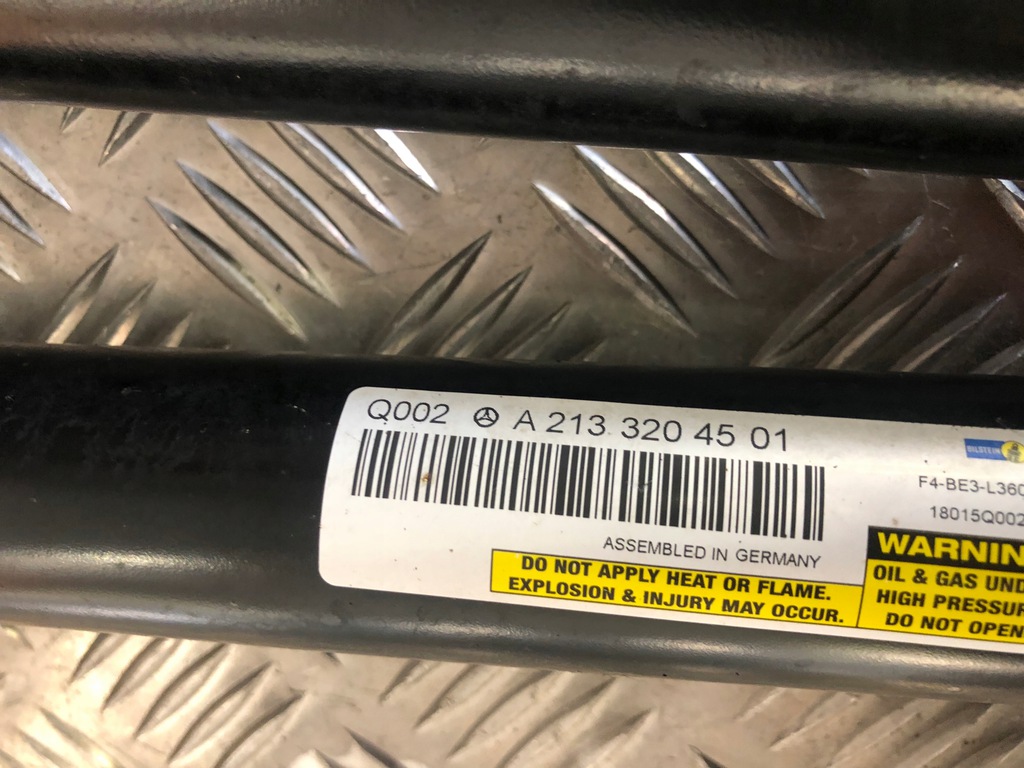 Q002 A 213 320 45 01
BILSTEIN
F4-BE3-L360
18015Q002
ASSEMBLED IN GERMANY
DO NOT APPLY HEAT OR FLAME.
EXPLOSION & INJURY MAY OCCUR.
WARNIN
OIL & GAS UND
HIGH PRESSUR
DO NOT OPEN